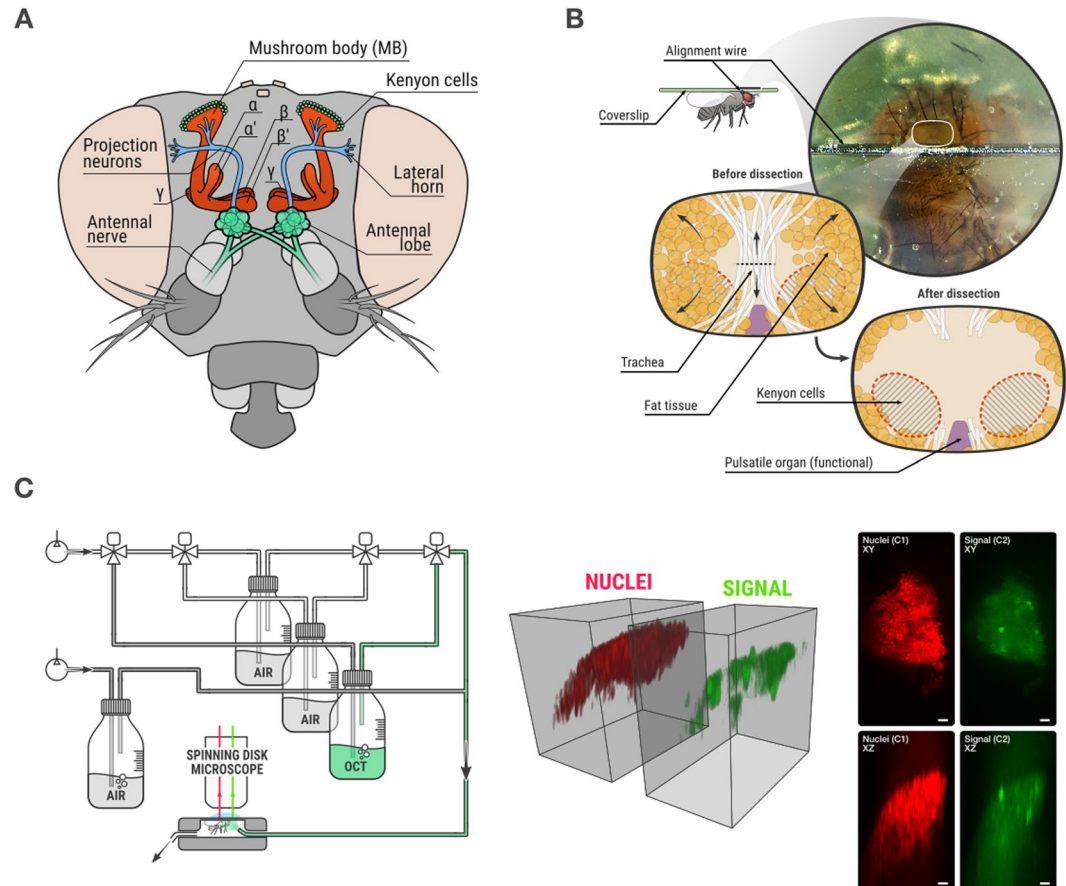 A
Mushroom body (MB)
Kenyon cells
α
α'
β
β'
Projection
neurons
γ
γ
Lateral
horn
Antennal
nerve
Antennal
lobe
B
Alignment wire
Coverslip
Before dissection
After dissection
Trachea
Fat tissue
Kenyon cells
Pulsatile organ (functional)
C
AIR
AIR
OCT
AIR
SPINNING DISK
MICROSCOPE
NUCLEI
SIGNAL
Nuclei (C1)
XY
Signal (C2)
XY
Nuclei (C1)
XZ
Signal (C2)
XZ